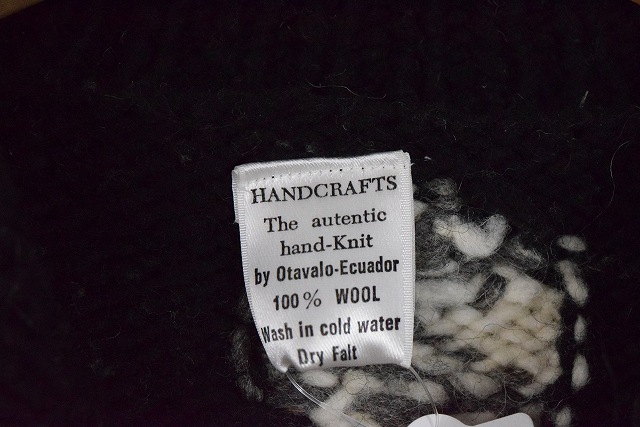 HANDCRAFTS
The autentic
hand-Knit
by Otavalo-Ecuador
100% WOOL
Wash in cold water
Dry Falt